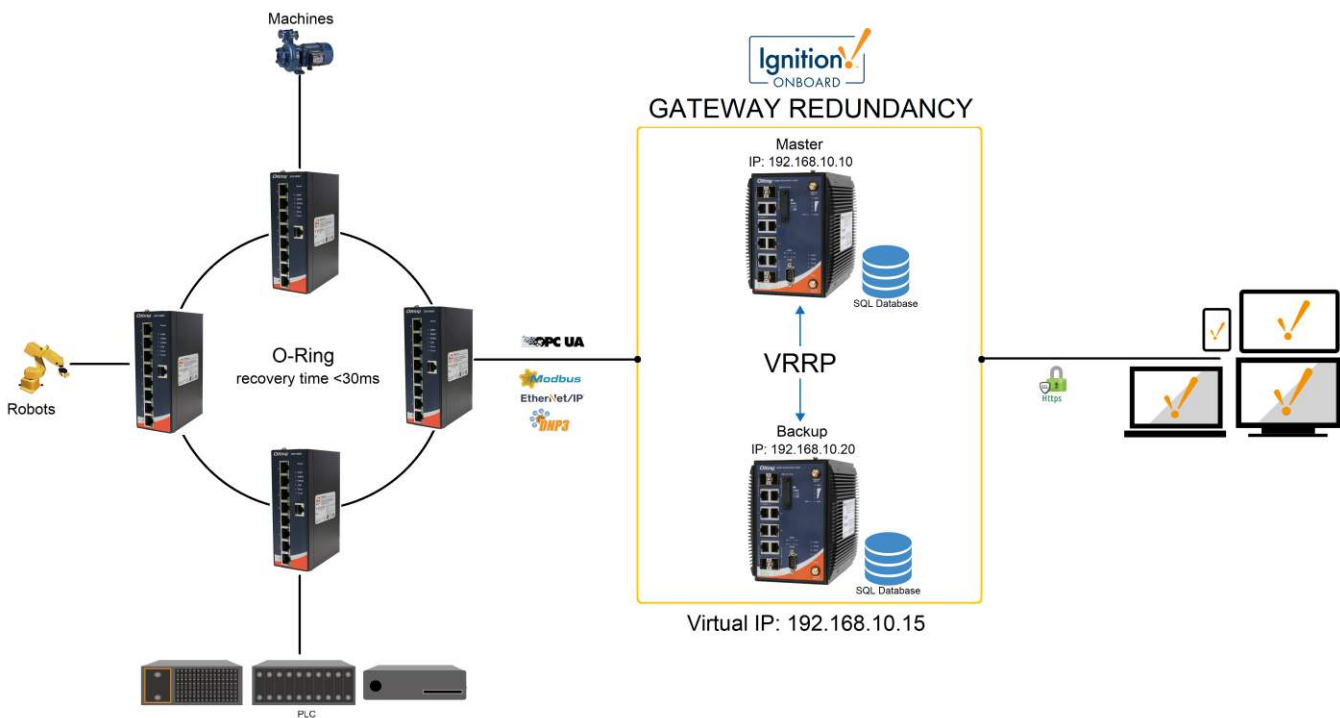 Machines
Ignition!
ONBOARD
GATEWAY REDUNDANCY
Master
IP: 192.168.10.10
ORing
SQL Database
O-Ring
recovery time <30ms
OPC UA
Modbus
EtherNet/IP
DNP3
VRRP
Https
Robots
Backup
IP: 192.168.10.20
ORing
SQL Database
Virtual IP: 192.168.10.15
PLC